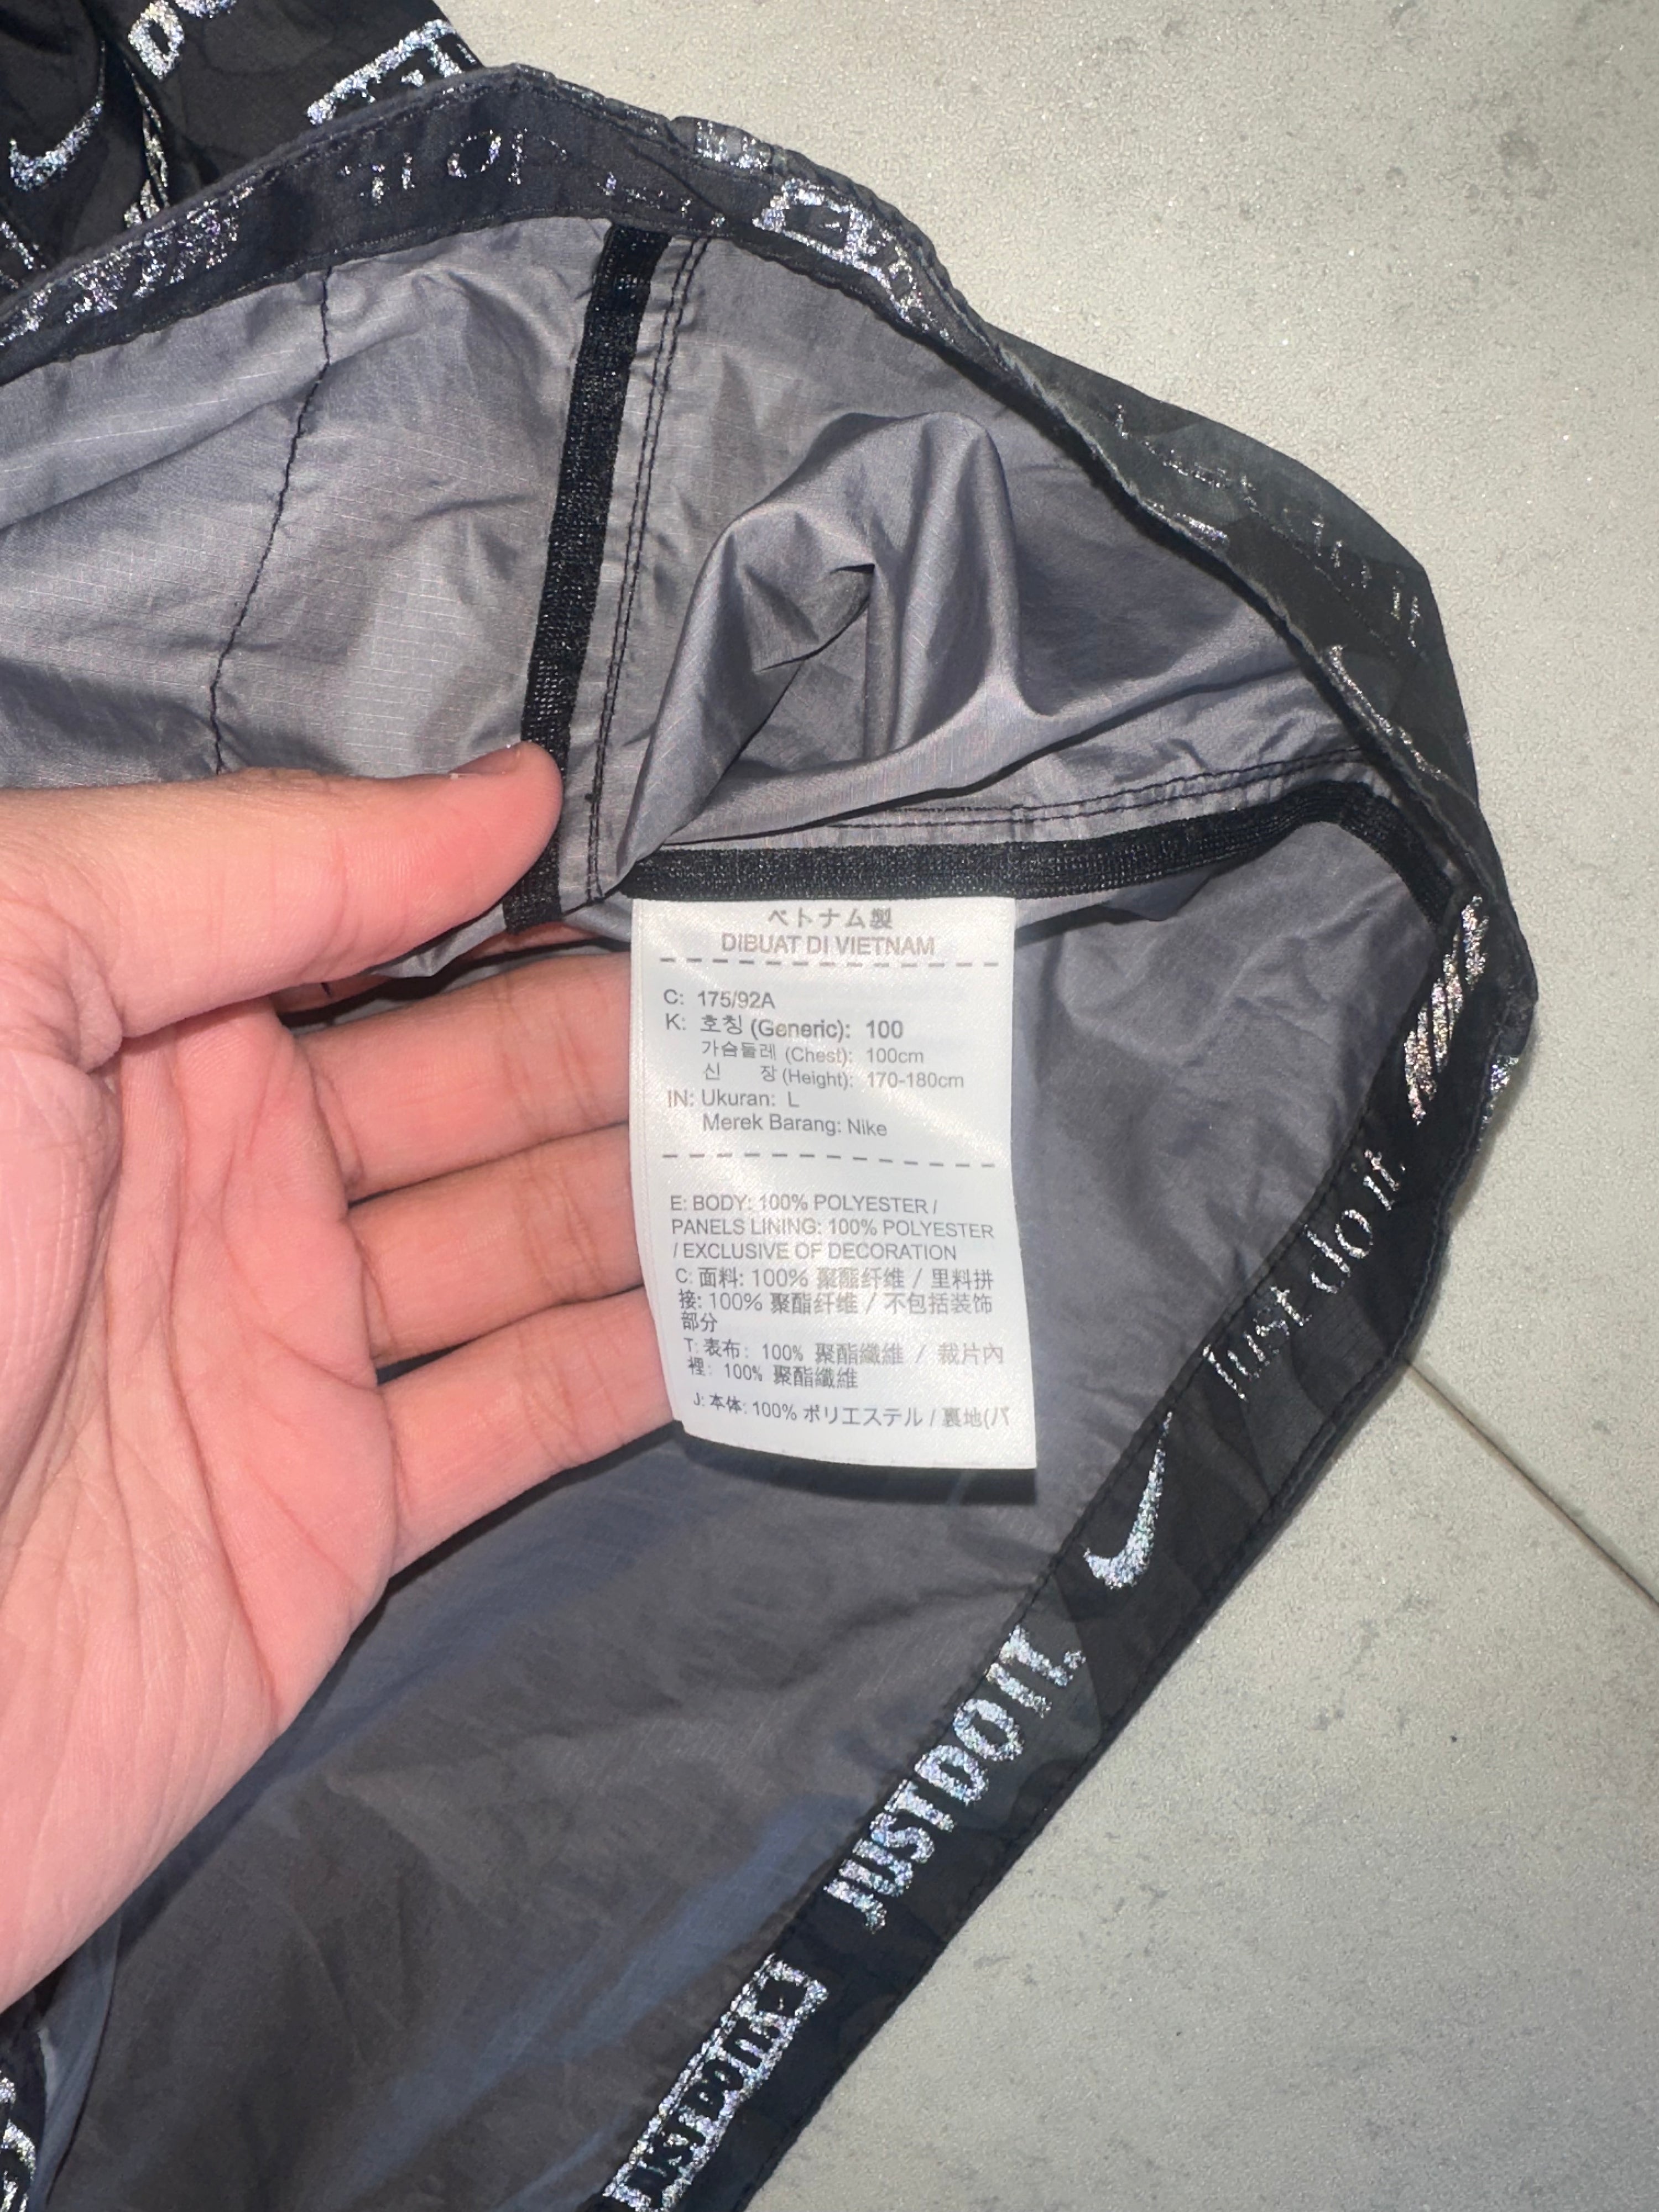 ベトナム製
DIBUAT DI VIETNAM
C: 175/92A
K: 호칭 (Generic): 100
가슴둘레 (Chest): 100cm
신 장 (Height): 170-180cm
IN: Ukuran: L
Merek Barang: Nike
E: BODY: 100% POLYESTER /
PANELS LINING: 100% POLYESTER
/ EXCLUSIVE OF DECORATION
C: 面料: 100% 聚酯纤维 / 里料拼
接: 100% 聚酯纤维 / 不包括装饰
部分
T: 表布: 100% 聚酯纖維 / 裁片內
裡: 100% 聚酯纖維
J: 本体: 100% ポリエステル / 裏地(パ
Just do it.
JUST DO IT.
JUST DO IT.